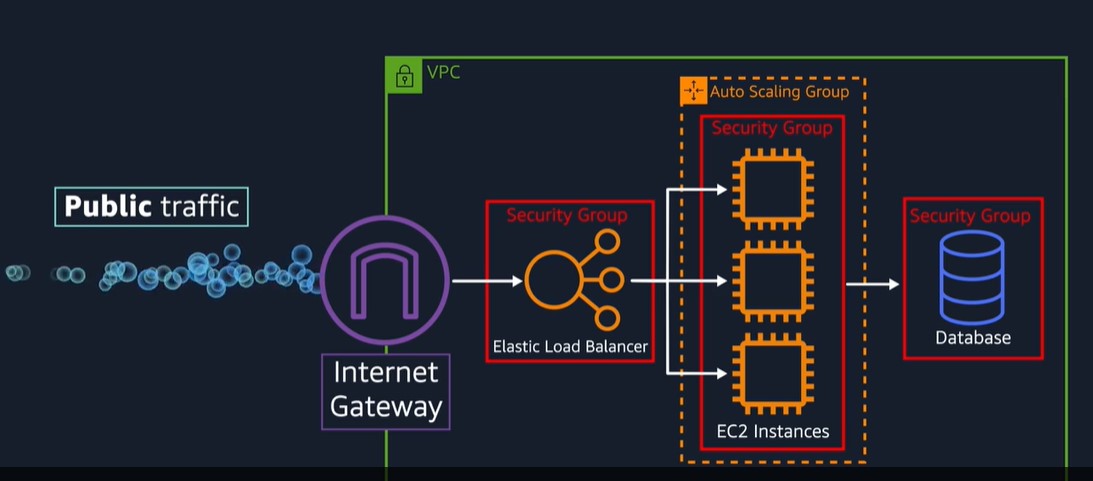 VPC
Auto Scaling Group
Security Group
Public traffic
Security Group
Security Group
Elastic Load Balancer
Database
Internet
Gateway
EC2 Instances